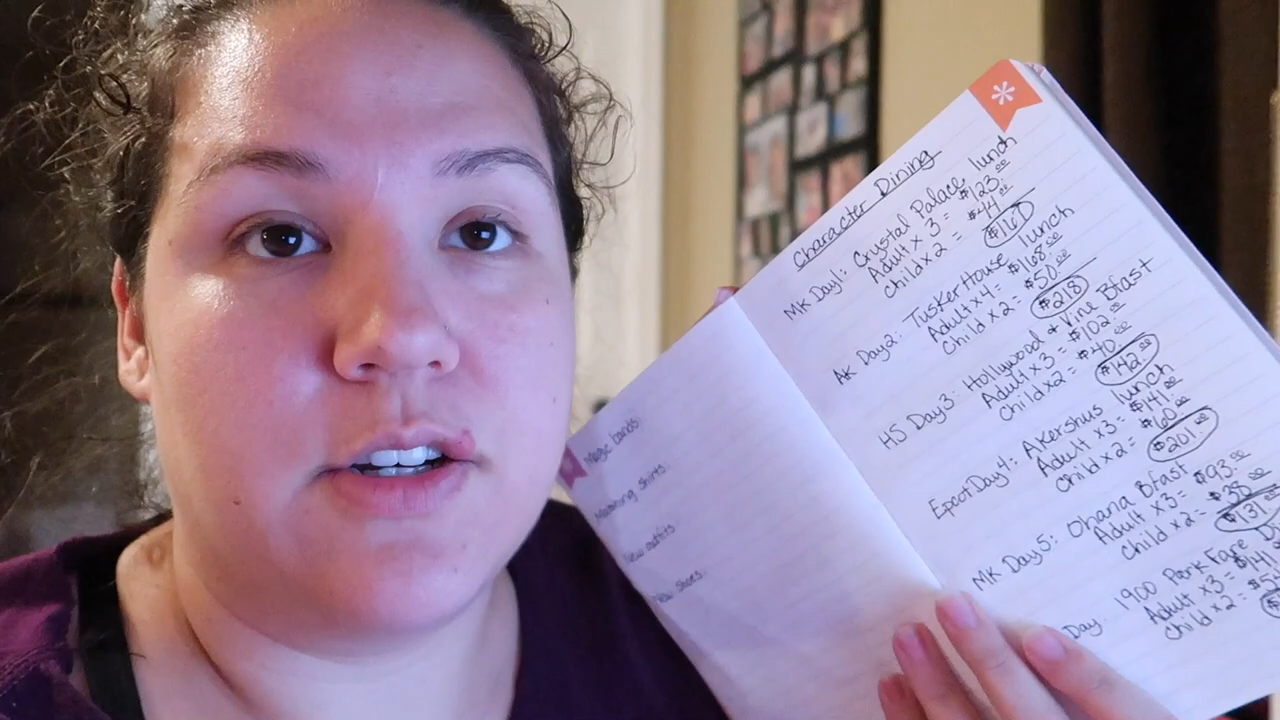 Magic bands:
Matching shirts:
New outfits:
New shoes:
Character Dining
MK Day1: Crystal Palace lunch
Adult x 3 = $123.00
Child x 2 = $44.00
$167
AK Day2: Tusker House lunch
Adult x 4 = $168.00
Child x 2 = $50.00
$218
HS Day3: Hollywood & Vine Bfast
Adult x 3 = $102.00
Child x 2 = $40.00
$142.00
Epcot Day4: Akershus lunch
Adult x3 = $141.00
Child x 2 = $60.00
$201.00
MK Day5: Ohana Bfast
Adult x3 = $93.00
Child x 2 = $38.00
$131.00
Day 1900 Park Fare
Adult x3 =
Child x 2 =